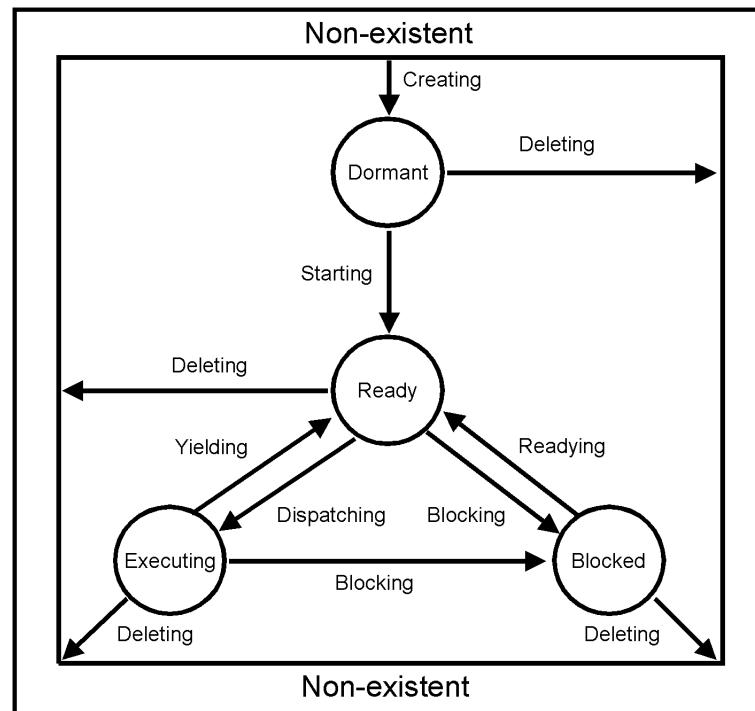 Non-existent
Creating
Deleting
Dormant
Starting
Deleting
Ready
Yielding
Readying
Dispatching
Blocking
Executing
Blocked
Blocking
Deleting
Deleting
Non-existent